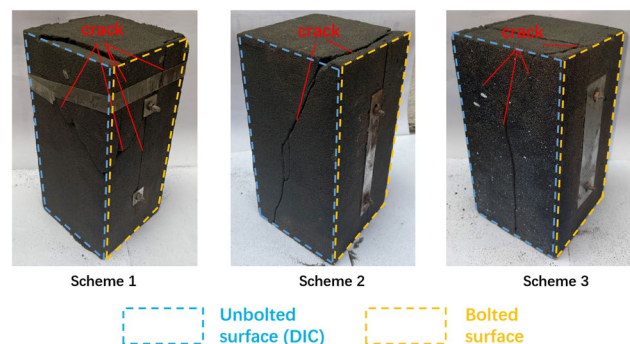 crack
crack
crack
Scheme 1
Scheme 2
Scheme 3
Unbolted
surface (DIC)
Bolted
surface